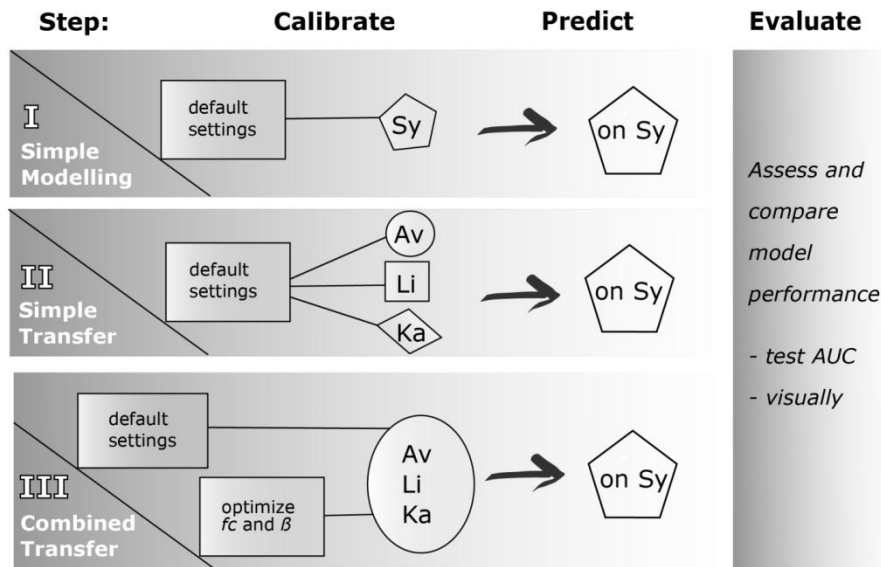 Step: Calibrate Predict Evaluate
I
Simple
Modelling
default
settings
Sy
on Sy
II
Simple
Transfer
default
settings
Av
Li
Ka
on Sy
III
Combined
Transfer
default
settings
optimize
fc and ß
Av
Li
Ka
on Sy
Assess and
compare
model
performance
- test AUC
- visually